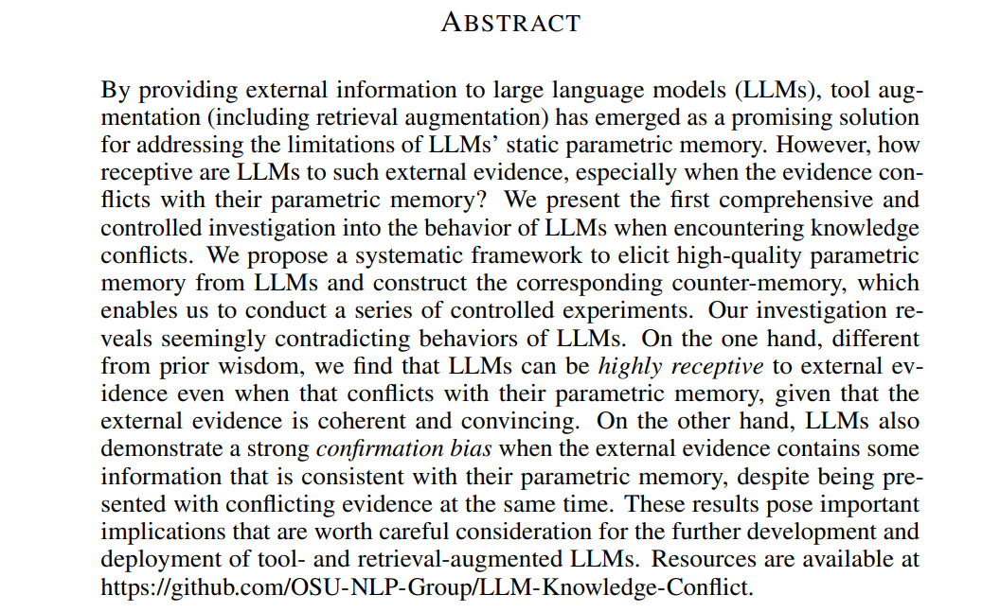 ABSTRACT
By providing external information to large language models (LLMs), tool aug-
mentation (including retrieval augmentation) has emerged as a promising solution
for addressing the limitations of LLMs’ static parametric memory. However, how
receptive are LLMs to such external evidence, especially when the evidence con-
flicts with their parametric memory? We present the first comprehensive and
controlled investigation into the behavior of LLMs when encountering knowledge
conflicts. We propose a systematic framework to elicit high-quality parametric
memory from LLMs and construct the corresponding counter-memory, which
enables us to conduct a series of controlled experiments. Our investigation re-
veals seemingly contradicting behaviors of LLMs. On the one hand, different
from prior wisdom, we find that LLMs can be highly receptive to external ev-
idence even when that conflicts with their parametric memory, given that the
external evidence is coherent and convincing. On the other hand, LLMs also
demonstrate a strong confirmation bias when the external evidence contains some
information that is consistent with their parametric memory, despite being pre-
sented with conflicting evidence at the same time. These results pose important
implications that are worth careful consideration for the further development and
deployment of tool- and retrieval-augmented LLMs. Resources are available at
https://github.com/OSU-NLP-Group/LLM-Knowledge-Conflict.